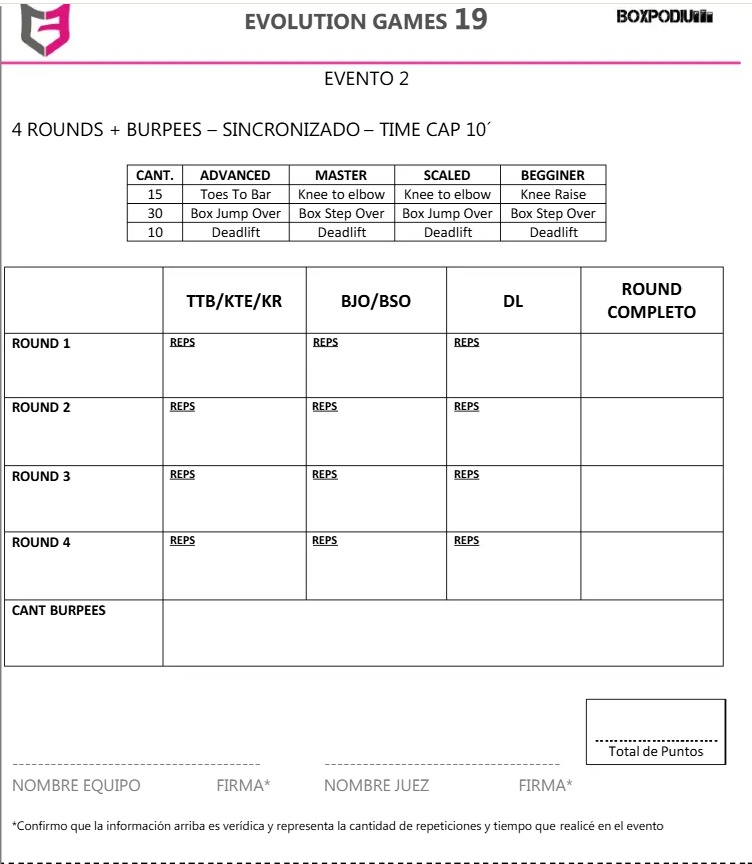 EVOLUTION GAMES 19
BOXPODIUM
EVENTO 2
4 ROUNDS + BURPEES – SINCRONIZADO – TIME CAP 10´
CANT. ADVANCED MASTER SCALED BEGGINER
15 Toes To Bar Knee to elbow Knee to elbow Knee Raise
30 Box Jump Over Box Step Over Box Jump Over Box Step Over
10 Deadlift Deadlift Deadlift Deadlift
TTB/KTE/KR BJO/BSO DL ROUND COMPLETO
ROUND 1 REPS REPS REPS
ROUND 2 REPS REPS REPS
ROUND 3 REPS REPS REPS
ROUND 4 REPS REPS REPS
CANT BURPEES
Total de Puntos
NOMBRE EQUIPO FIRMA* NOMBRE JUEZ FIRMA*
*Confirmo que la información arriba es verídica y representa la cantidad de repeticiones y tiempo que realicé en el evento